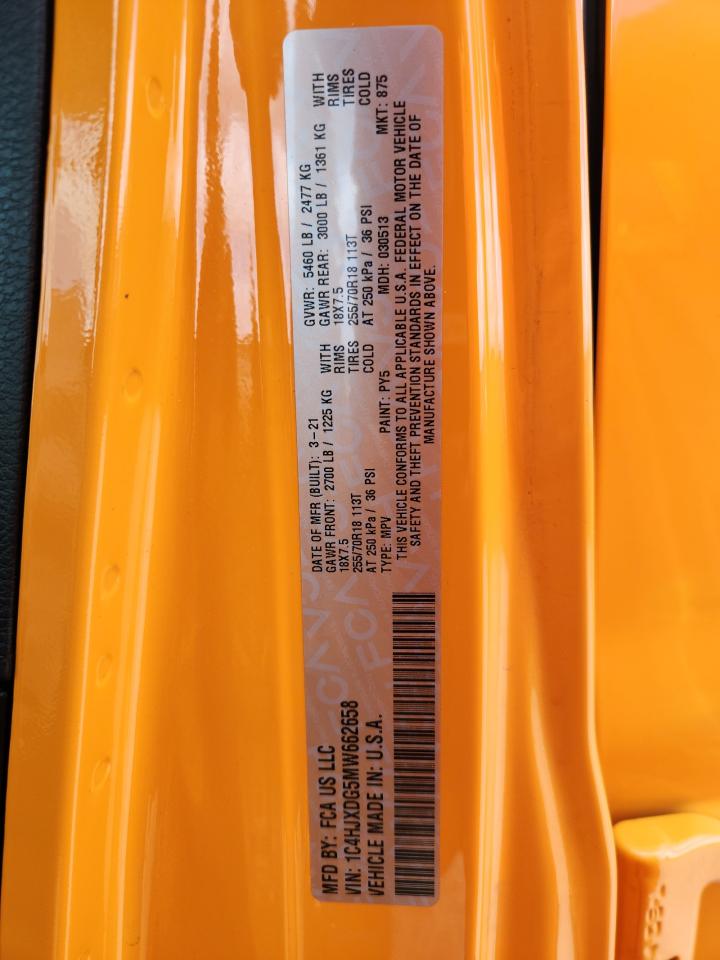 MFD BY: FCA US LLC
VIN: 1C4HJXDG5MW662658
VEHICLE MADE IN: U.S.A.
DATE OF MFR (BUILT): 3-21 GVWR: 5460 LB / 2477 KG
GAWR FRONT: 2700 LB / 1225 KG WITH GAWR REAR: 3000 LB / 1361 KG WITH
18X7.5 RIMS 18X7.5 RIMS
255/70R18 113T TIRES 255/70R18 113T TIRES
AT 250 kPa / 36 PSI COLD AT 250 kPa / 36 PSI COLD
TYPE: MPV PAINT: PY5 MDH: 030513 MKT: 875
THIS VEHICLE CONFORMS TO ALL APPLICABLE U.S.A. FEDERAL MOTOR VEHICLE
SAFETY AND THEFT PREVENTION STANDARDS IN EFFECT ON THE DATE OF
MANUFACTURE SHOWN ABOVE.